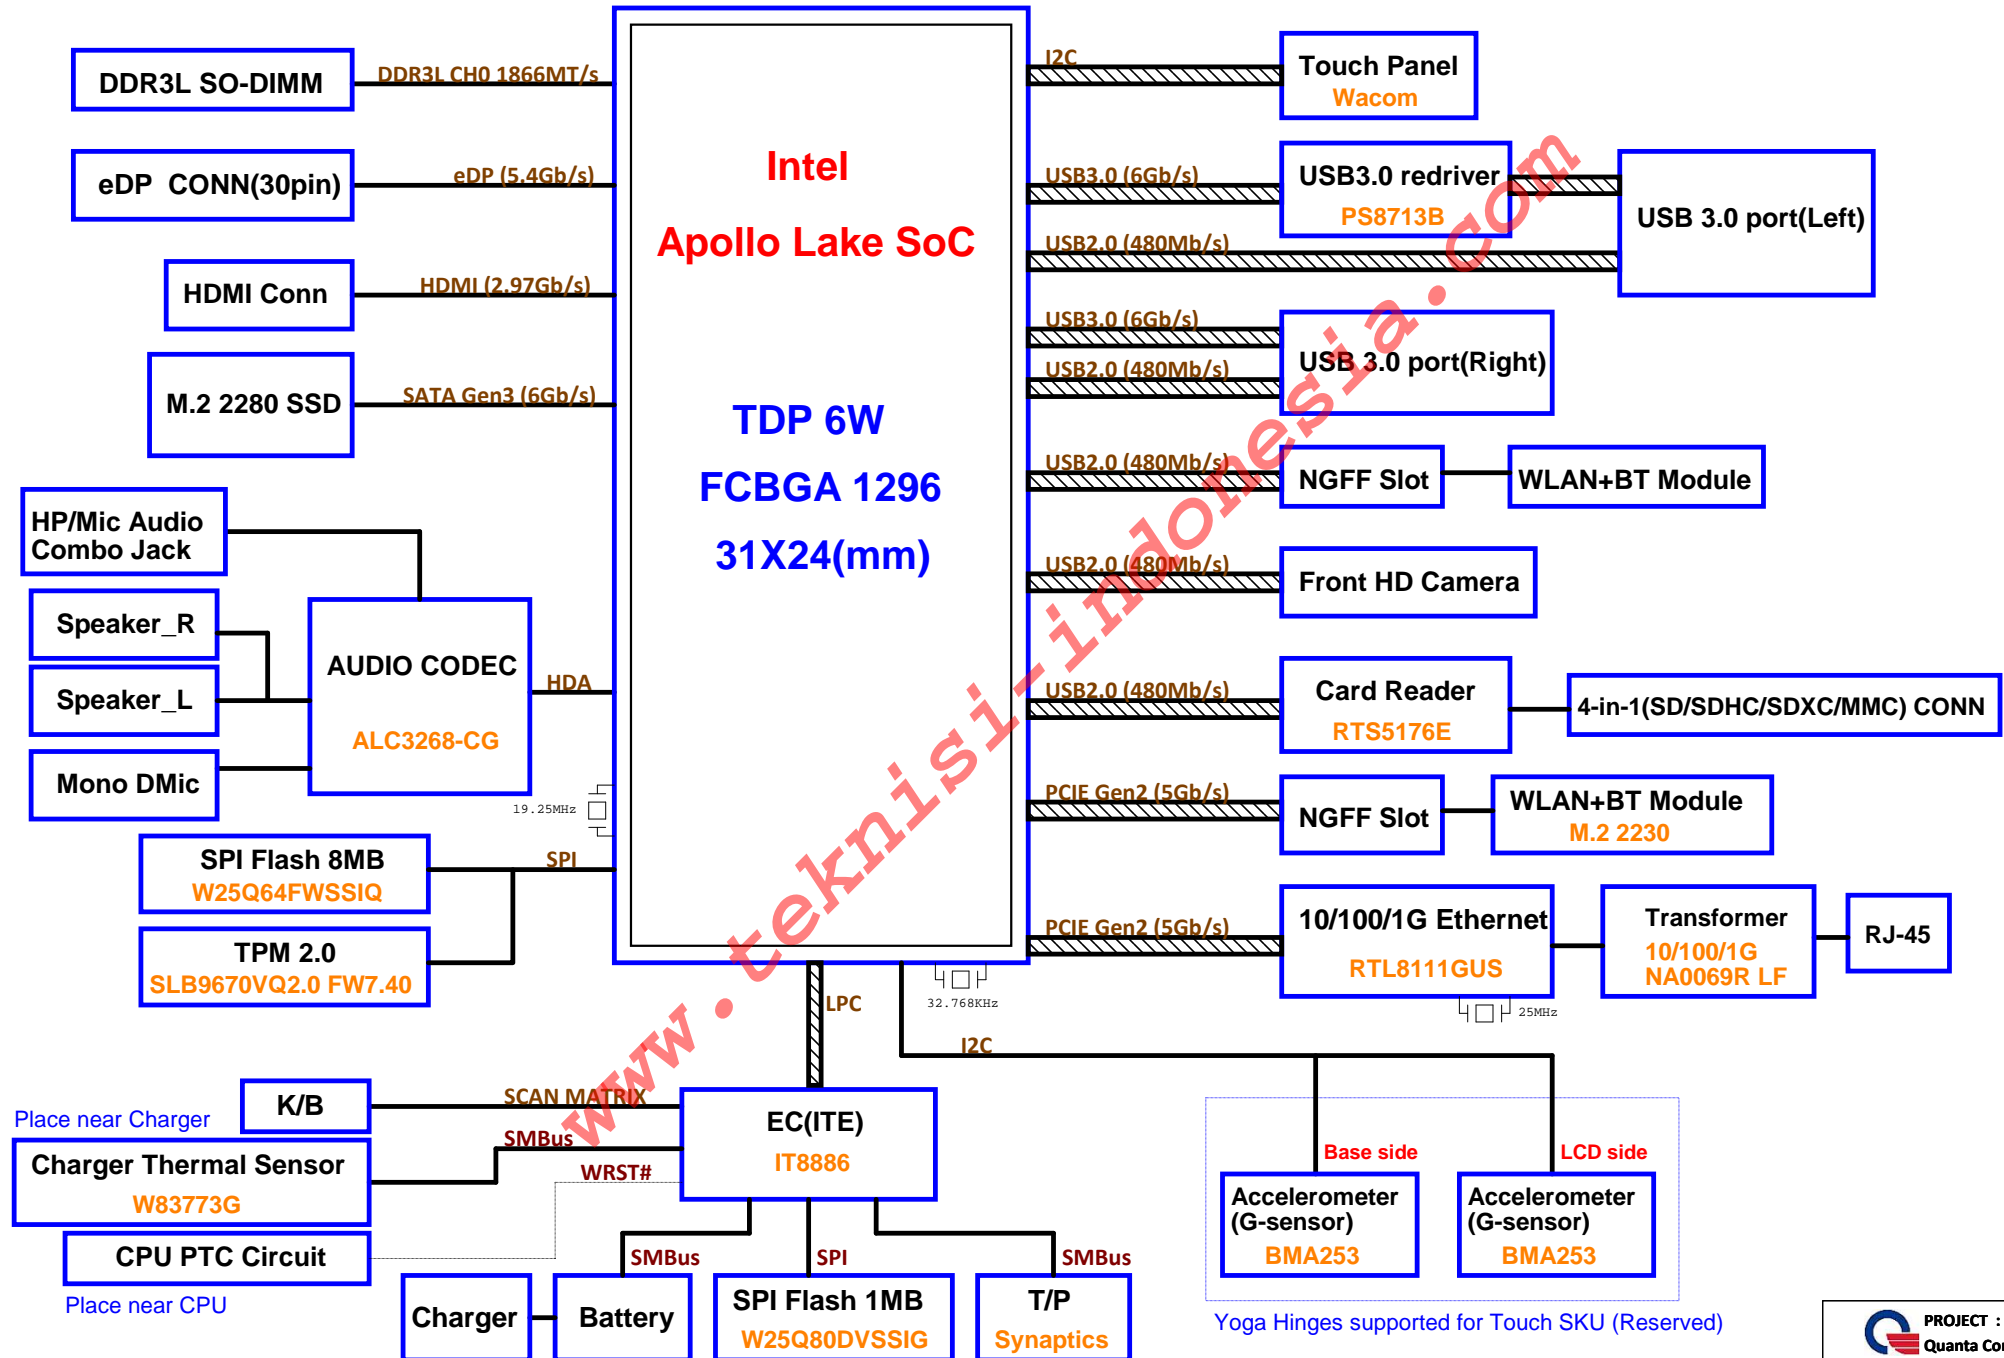 DDR3L SO-DIMM
DDR3L CH0 1866MT/s
eDP CONN(30pin)
eDP (5.4Gb/s)
HDMI Conn
HDMI (2.97Gb/s)
M.2 2280 SSD
SATA Gen3 (6Gb/s)
HP/Mic Audio
Combo Jack
Speaker_R
Speaker_L
Mono DMic
AUDIO CODEC
ALC3268-CG
HDA
19.25MHz
SPI Flash 8MB
W25Q64FWSSIQ
SPI
TPM 2.0
SLB9670VQ2.0 FW7.40
Intel
Apollo Lake SoC
TDP 6W
FCBGA 1296
31X24(mm)
I2C
Touch Panel
Wacom
USB3.0 (6Gb/s)
USB3.0 redriver
PS8713B
USB2.0 (480Mb/s)
USB 3.0 port(Left)
USB3.0 (6Gb/s)
USB2.0 (480Mb/s)
USB 3.0 port(Right)
USB2.0 (480Mb/s)
NGFF Slot
WLAN+BT Module
USB2.0 (480Mb/s)
Front HD Camera
USB2.0 (480Mb/s)
Card Reader
RTS5176E
4-in-1(SD/SDHC/SDXC/MMC) CONN
PCIE Gen2 (5Gb/s)
NGFF Slot
WLAN+BT Module
M.2 2230
PCIE Gen2 (5Gb/s)
10/100/1G Ethernet
RTL8111GUS
25MHz
Transformer
10/100/1G
NA0069R LF
RJ-45
32.768KHz
LPC
I2C
www.teknisi-indonesia.com
K/B
SCAN MATRIX
Place near Charger
Charger Thermal Sensor
W83773G
SMBus
WRST#
CPU PTC Circuit
Place near CPU
EC(ITE)
IT8886
SMBus
SPI
SMBus
Charger
Battery
SPI Flash 1MB
W25Q80DVSSIG
T/P
Synaptics
Base side
LCD side
Accelerometer
(G-sensor)
BMA253
Accelerometer
(G-sensor)
BMA253
Yoga Hinges supported for Touch SKU (Reserved)
PROJECT :
Quanta